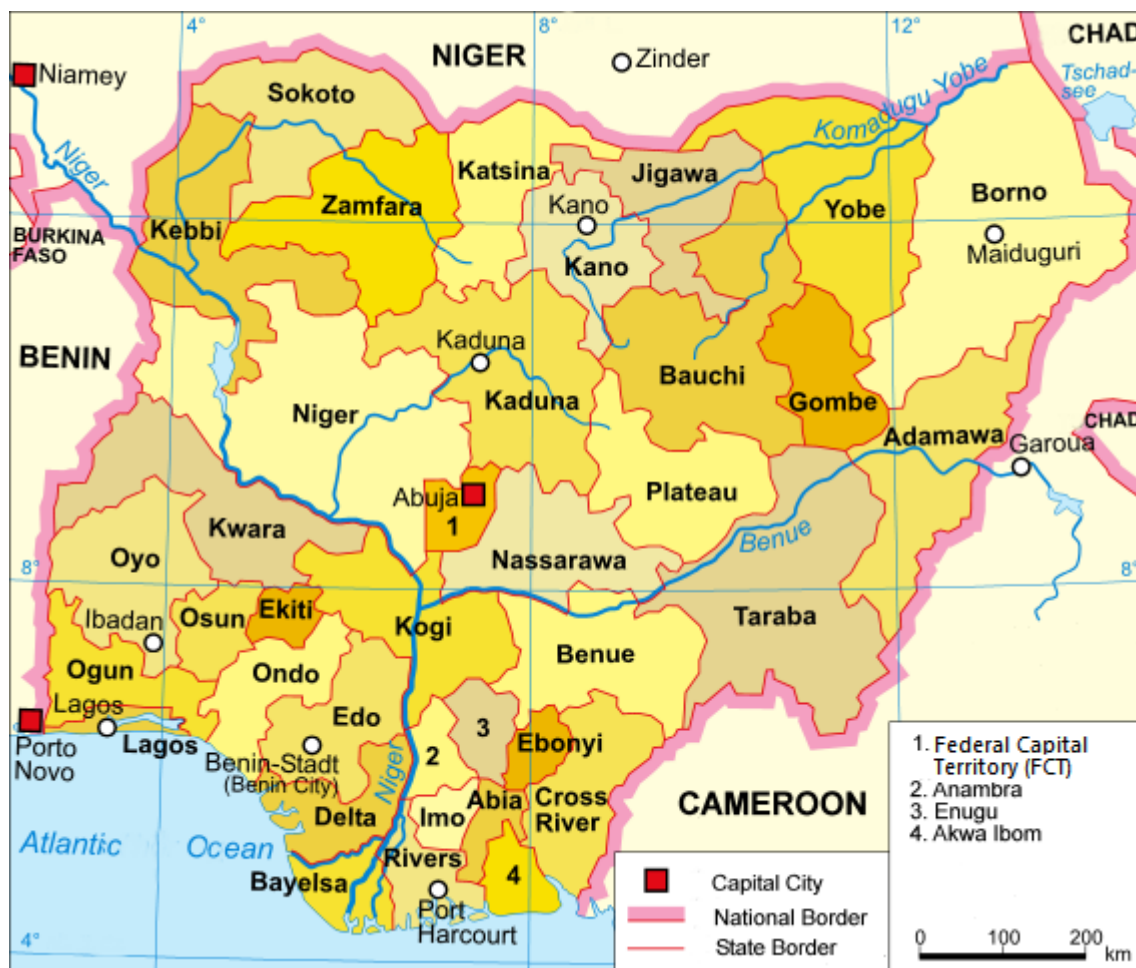 4°
8°
12°
NIGER
CHAD
Zinder
Niamey
Tschad-
see
Sokoto
Komadugu Yobe
Niger
Katsina
Jigawa
Borno
Zamfara
Kano
Yobe
Kebbi
BURKINA
FASO
Maiduguri
Kano
BENIN
Kaduna
Bauchi
Kaduna
Gombe
Niger
CHAD
Adamawa
Garoua
Abuja
Plateau
1
Kwara
Benue
Oyo
Nassarawa
8°
8°
Ekiti
Osun
Taraba
Ibadan
Kogi
Benue
Ogun
Ondo
Lagos
Edo
3
Porto
Novo
Lagos
2
Ebonyi
Benin-Stadt
(Benin City)
Niger
Abia
Cross
River
CAMEROON
Delta
Imo
Atlantic Ocean
Rivers
4
Bayelsa
Port
Harcourt
4°
1. Federal Capital
Territory (FCT)
2. Anambra
3. Enugu
4. Akwa Ibom
Capital City
National Border
State Border
0 100 200
km